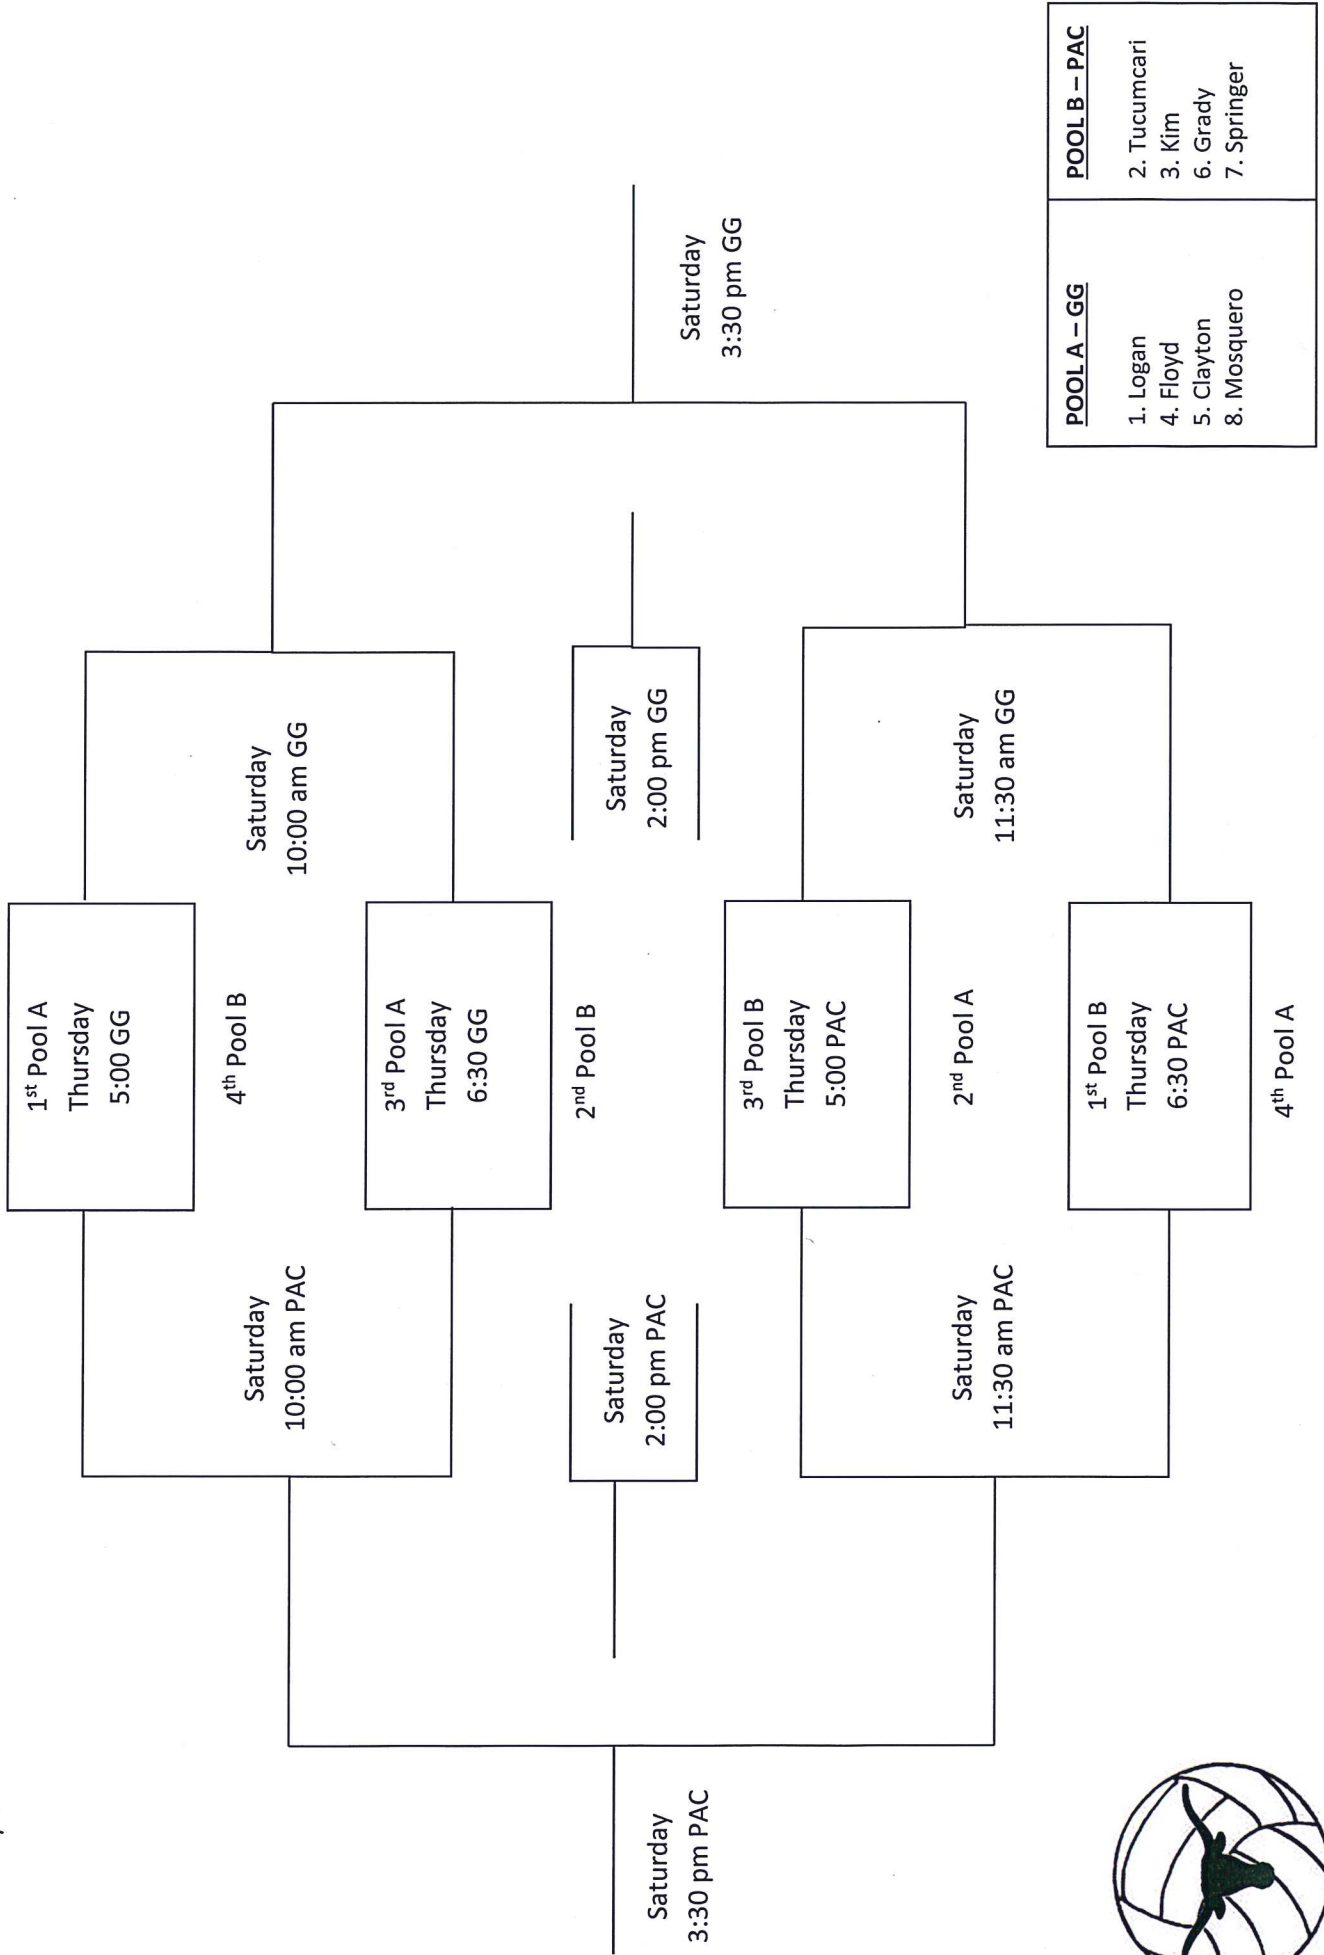 1st Pool A
Thursday
5:00 GG
4th Pool B
3rd Pool A
Thursday
6:30 GG
2nd Pool B
3rd Pool B
Thursday
5:00 PAC
2nd Pool A
1st Pool B
Thursday
6:30 PAC
4th Pool A
Saturday
10:00 am PAC
Saturday
10:00 am GG
Saturday
2:00 pm PAC
Saturday
2:00 pm GG
Saturday
11:30 am PAC
Saturday
11:30 am GG
Saturday
3:30 pm PAC
Saturday
3:30 pm GG
POOL A – GG
1. Logan
4. Floyd
5. Clayton
8. Mosquero
POOL B – PAC
2. Tucumcari
3. Kim
6. Grady
7. Springer